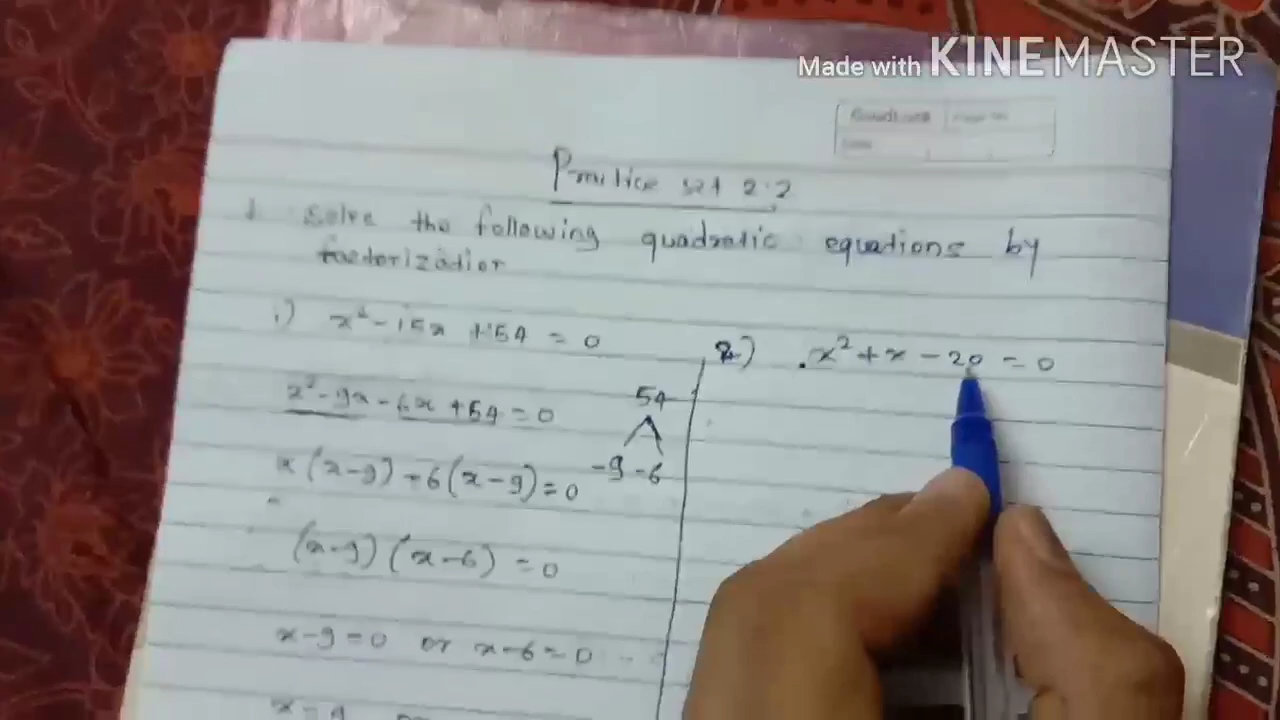 Made with KINEMASTER
Practice set 2.2
1 Solve the following quadratic equations by
factorization
i) x² - 15x + 54 = 0
x² - 9x - 6x + 54 = 0
54
-9 -6
x(x-9) - 6(x-9) = 0
(x-9)(x-6) = 0
x-9=0 or x-6=0
x=9 or
2) x² + x - 20 = 0